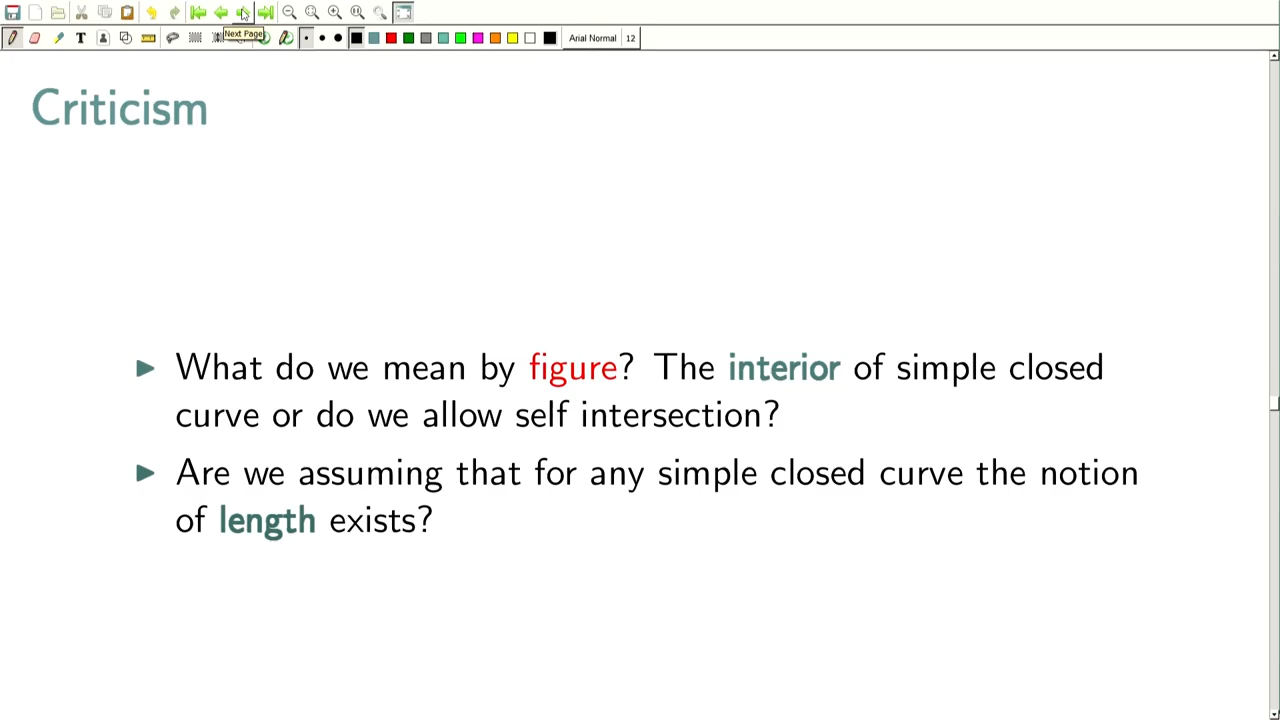 Next Page
Arial Normal 12
Criticism
What do we mean by figure? The interior of simple closed
curve or do we allow self intersection?
Are we assuming that for any simple closed curve the notion
of length exists?